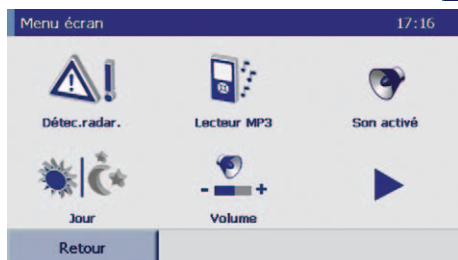 Menu écran 17:16
Détec.radar. Lecteur MP3 Son activé
Jour Volume
Retour